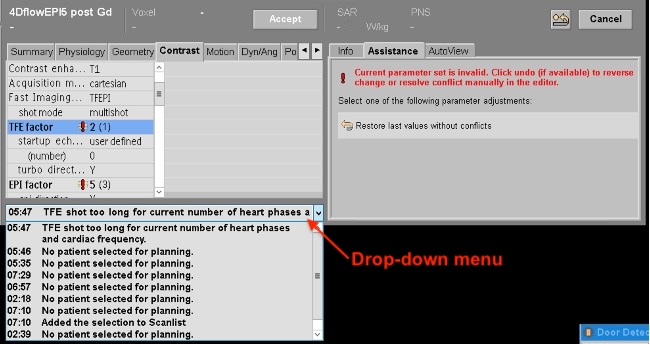 4DflowEPI5 post Gd
-
Voxel -
-
Accept
SAR PNS
- W/kg -
Cancel
Summary Physiology Geometry Contrast Motion Dyn/Ang Po
Contrast enha... T1
Acquisition m... cartesian
Fast Imaging... TFEPI
shot mode multishot
TFE factor 2 (1)
startup ech... user defined
(number) 0
turbo direct... Y
EPI factor 5 (3)
Info Assistance AutoView
Current parameter set is invalid. Click undo (if available) to reverse
change or resolve conflict manually in the editor.
Select one of the following parameter adjustments:
Restore last values without conflicts
05:47 TFE shot too long for current number of heart phases a
05:47 TFE shot too long for current number of heart phases
and cardiac frequency.
05:46 No patient selected for planning.
05:35 No patient selected for planning.
07:29 No patient selected for planning.
06:57 No patient selected for planning.
02:18 No patient selected for planning.
07:10 No patient selected for planning.
07:10 Added the selection to Scanlist
02:39 No patient selected for planning.
Drop-down menu
Door Detec